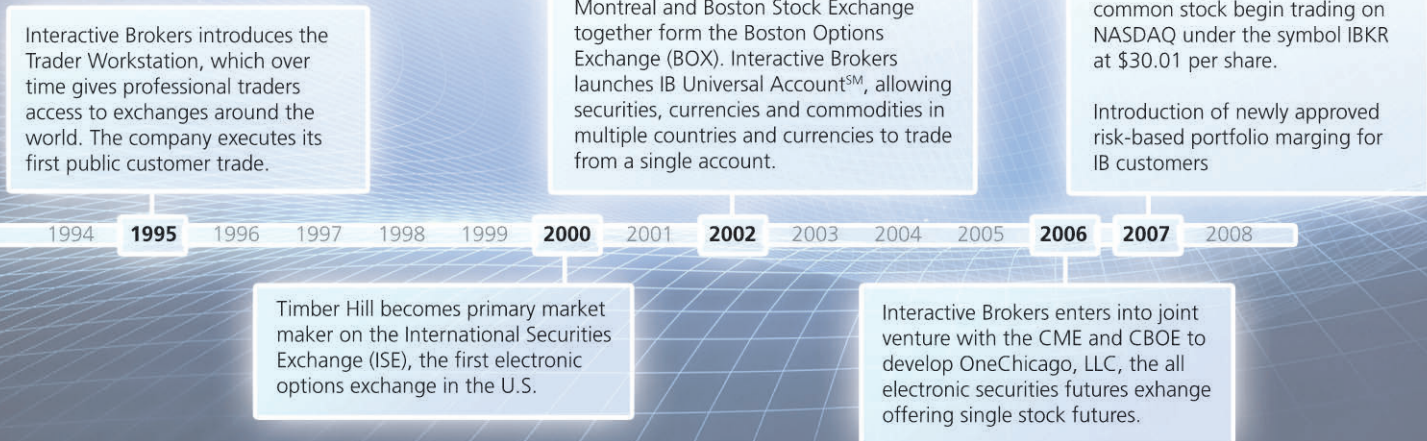 Interactive Brokers introduces the
Trader Workstation, which over
time gives professional traders
access to exchanges around the
world. The company executes its
first public customer trade.
Montreal and Boston Stock Exchange
together form the Boston Options
Exchange (BOX). Interactive Brokers
launches IB Universal Account℠, allowing
securities, currencies and commodities in
multiple countries and currencies to trade
from a single account.
common stock begin trading on
NASDAQ under the symbol IBKR
at $30.01 per share.
Introduction of newly approved
risk-based portfolio marging for
IB customers
1994 1995 1996 1997 1998 1999 2000 2001 2002 2003 2004 2005 2006 2007 2008
Timber Hill becomes primary market
maker on the International Securities
Exchange (ISE), the first electronic
options exchange in the U.S.
Interactive Brokers enters into joint
venture with the CME and CBOE to
develop OneChicago, LLC, the all
electronic securities futures exhange
offering single stock futures.